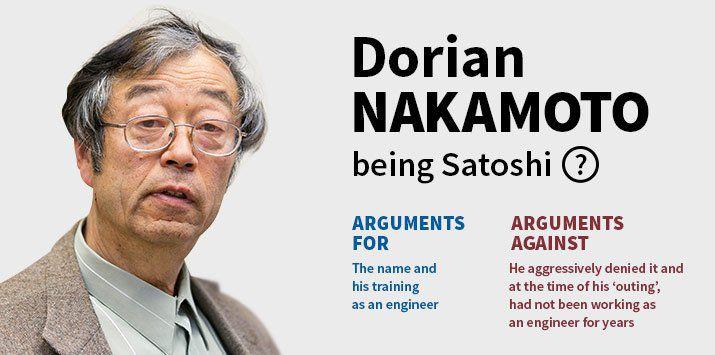 Dorian
NAKAMOTO
being Satoshi ?
ARGUMENTS
FOR
The name and
his training
as an engineer
ARGUMENTS
AGAINST
He aggressively denied it and
at the time of his ‘outing’,
had not been working as
an engineer for years